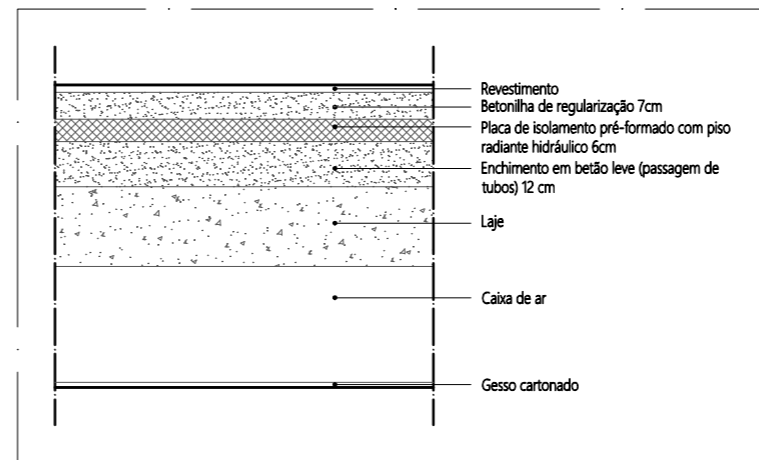 Revestimento
Betonilha de regularização 7cm
Placa de isolamento pré-formado com piso
radiante hidráulico 6cm
Enchimento em betão leve (passagem de
tubos) 12 cm
Laje
Caixa de ar
Gesso cartonado